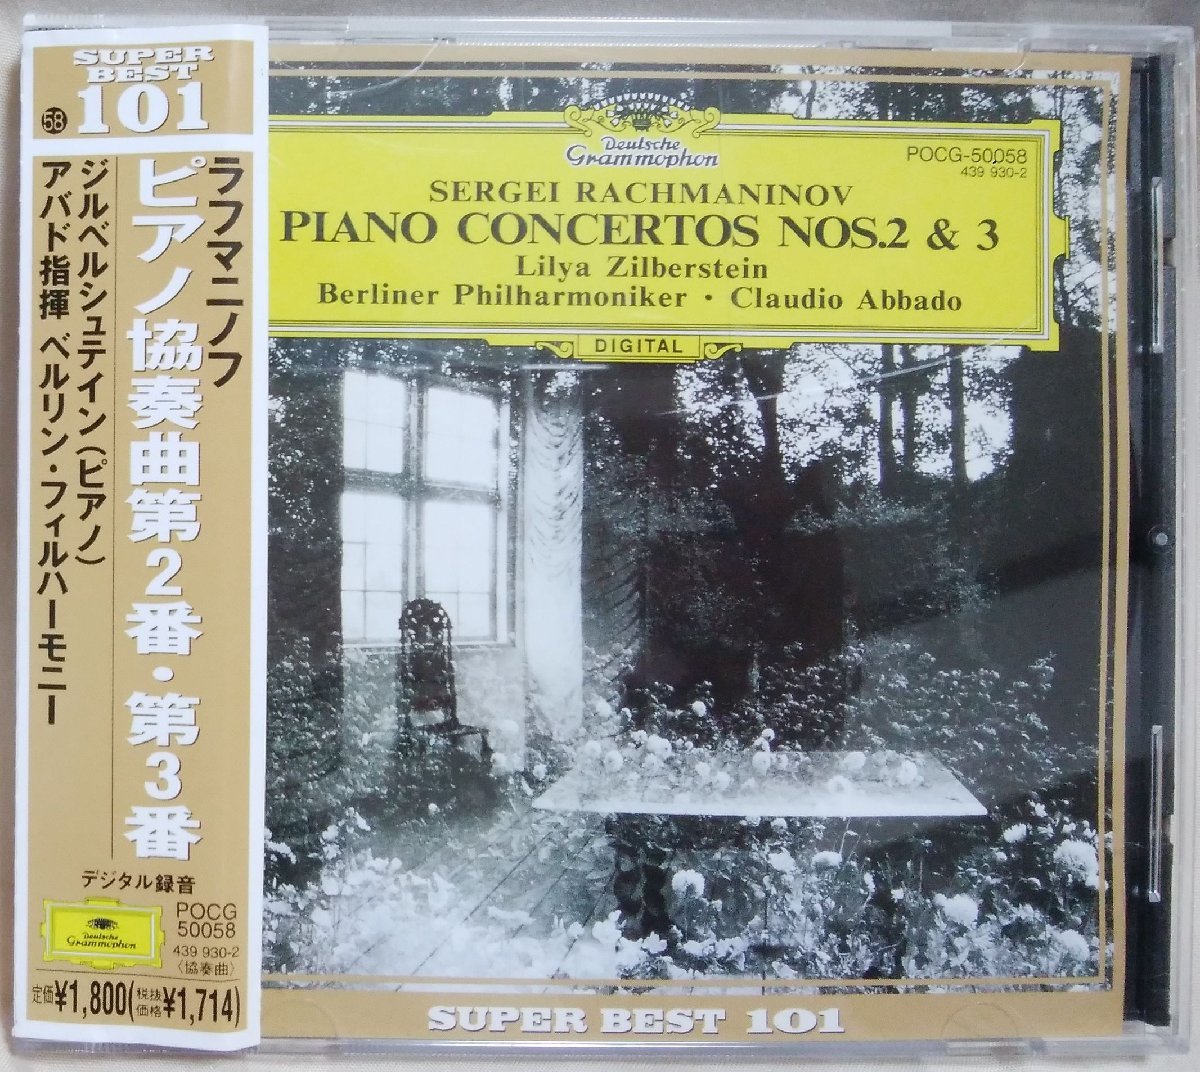 SUPER
BEST
101
58
ラフマニノフ
ピアノ協奏曲第2番・第3番
ジルベルシュテイン(ピアノ)
アバド指揮 ベルリン・フィルハーモニー
デジタル録音
Deutsche
Grammophon
POCG
50058
439 930-2
〈協奏曲〉
定価¥1,800(税抜価格¥1,714)
Deutsche
Grammophon
POCG-50058
439 930-2
SERGEI RACHMANINOV
PIANO CONCERTOS NOS.2 & 3
Lilya Zilberstein
Berliner Philharmoniker · Claudio Abbado
DIGITAL
SUPER BEST 101